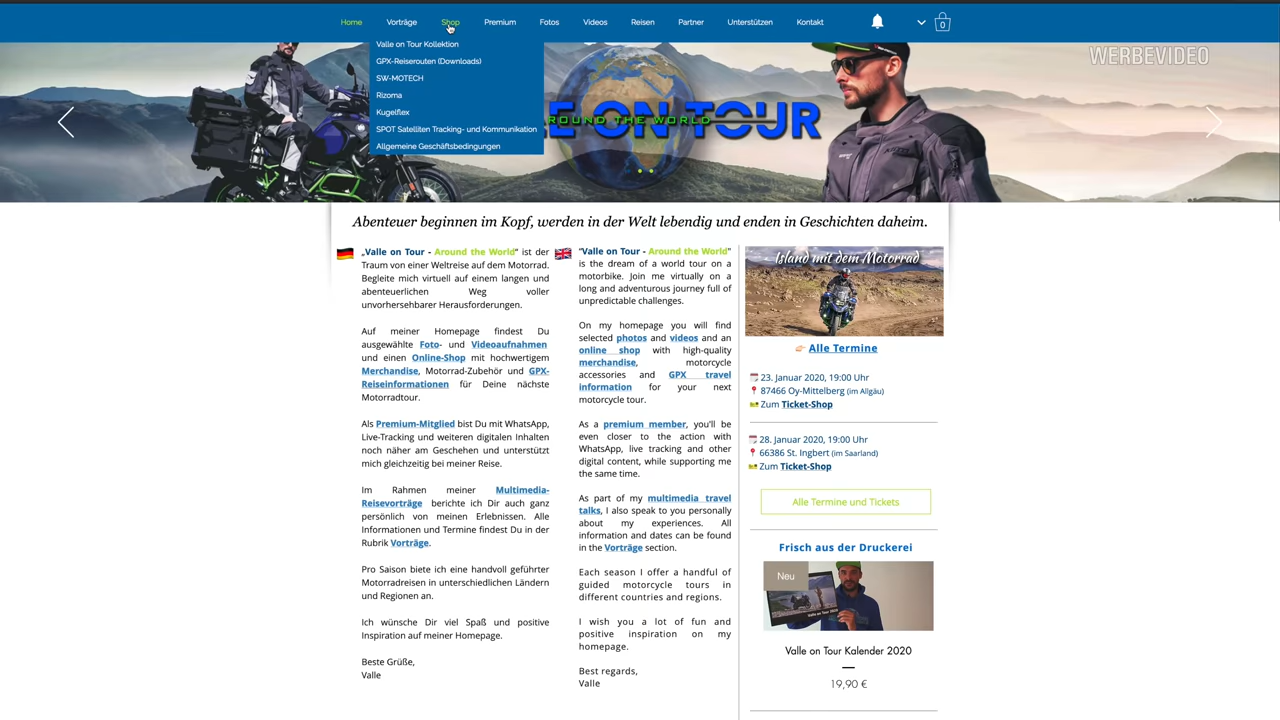 Home Vorträge Shop Premium Fotos Videos Reisen Partner Unterstützen Kontakt 0
Valle on Tour Kollektion
GPX-Reiserouten (Downloads)
SW-MOTECH
Rizoma
Kugelflex
SPOT Satelliten Tracking- und Kommunikation
Allgemeine Geschäftsbedingungen
WERBEVIDEO
E ON TOUR
ROUND THE WORLD
Abenteuer beginnen im Kopf, werden in der Welt lebendig und enden in Geschichten daheim.
„Valle on Tour - Around the World" ist der
Traum von einer Weltreise auf dem Motorrad.
Begleite mich virtuell auf einem langen und
abenteuerlichen Weg voller
unvorhersehbarer Herausforderungen.
Auf meiner Homepage findest Du
ausgewählte Foto- und Videoaufnahmen
und einen Online-Shop mit hochwertigem
Merchandise, Motorrad-Zubehör und GPX-
Reiseinformationen für Deine nächste
Motorradtour.
Als Premium-Mitglied bist Du mit WhatsApp,
Live-Tracking und weiteren digitalen Inhalten
noch näher am Geschehen und unterstützt
mich gleichzeitig bei meiner Reise.
Im Rahmen meiner Multimedia-
Reisevorträge berichte ich Dir auch ganz
persönlich von meinen Erlebnissen. Alle
Informationen und Termine findest Du in der
Rubrik Vorträge.
Pro Saison biete ich eine handvoll geführter
Motorradreisen in unterschiedlichen Ländern
und Regionen an.
Ich wünsche Dir viel Spaß und positive
Inspiration auf meiner Homepage.
Beste Grüße,
Valle
"Valle on Tour - Around the World"
is the dream of a world tour on a
motorbike. Join me virtually on a
long and adventurous journey full of
unpredictable challenges.
On my homepage you will find
selected photos and videos and an
online shop with high-quality
merchandise, motorcycle
accessories and GPX travel
information for your next
motorcycle tour.
As a premium member, you'll be
even closer to the action with
WhatsApp, live tracking and other
digital content, while supporting me
the same time.
As part of my multimedia travel
talks, I also speak to you personally
about my experiences. All
information and dates can be found
in the Vorträge section.
Each season I offer a handful of
guided motorcycle tours in
different countries and regions.
I wish you a lot of fun and
positive inspiration on my
homepage.
Best regards,
Valle
Island mit dem Motorrad
Alle Termine
23. Januar 2020, 19:00 Uhr
87466 Oy-Mittelberg (im Allgäu)
Zum Ticket-Shop
28. Januar 2020, 19:00 Uhr
66386 St. Ingbert (im Saarland)
Zum Ticket-Shop
Alle Termine und Tickets
Frisch aus der Druckerei
Neu
Valle on Tour Kalender 2020
19,90 €